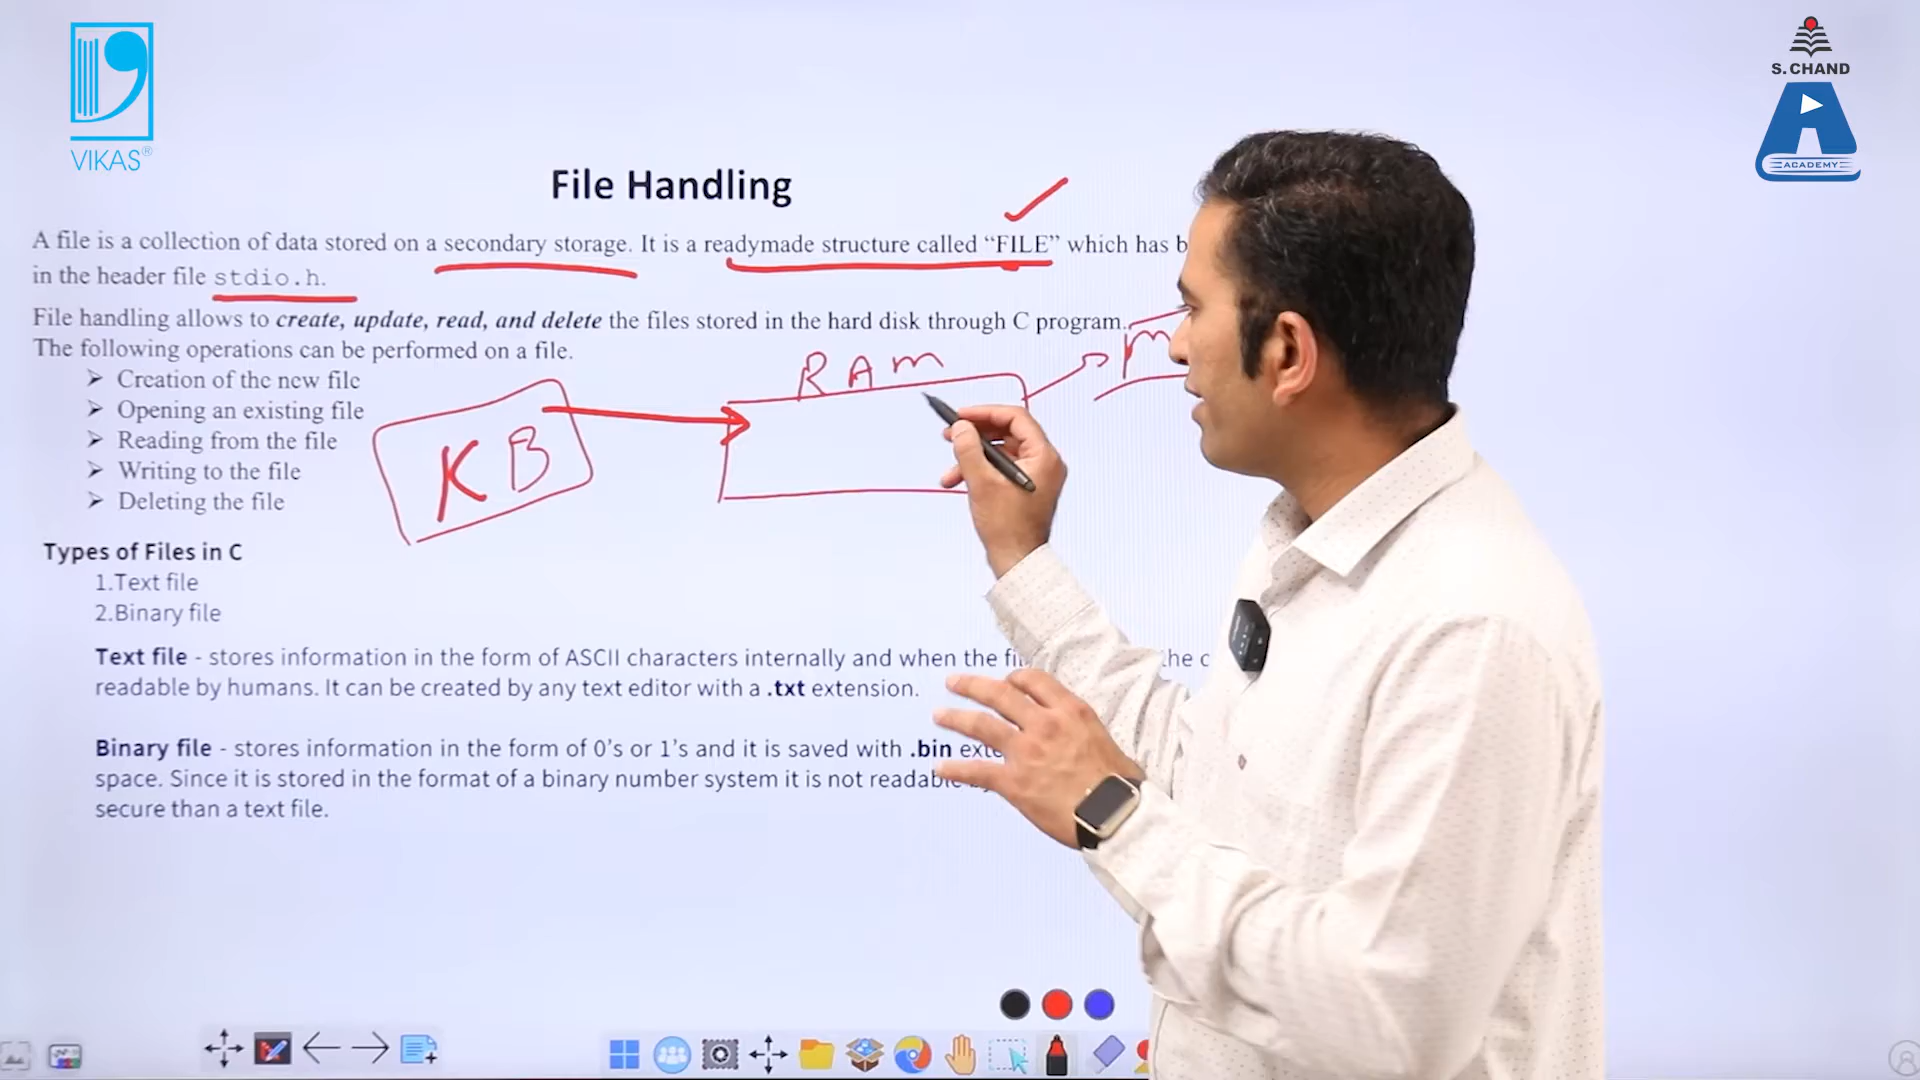 VIKAS®
S. CHAND
ACADEMY
File Handling
A file is a collection of data stored on a secondary storage. It is a readymade structure called “FILE” which has
in the header file stdio.h.
File handling allows to create, update, read, and delete the files stored in the hard disk through C program.
The following operations can be performed on a file.
➢ Creation of the new file
➢ Opening an existing file
➢ Reading from the file
➢ Writing to the file
➢ Deleting the file
RAM
KB
Types of Files in C
1.Text file
2.Binary file
Text file - stores information in the form of ASCII characters internally and when the
readable by humans. It can be created by any text editor with a .txt extension.
Binary file - stores information in the form of 0’s or 1’s and it is saved with .bin
space. Since it is stored in the format of a binary number system it is not
secure than a text file.